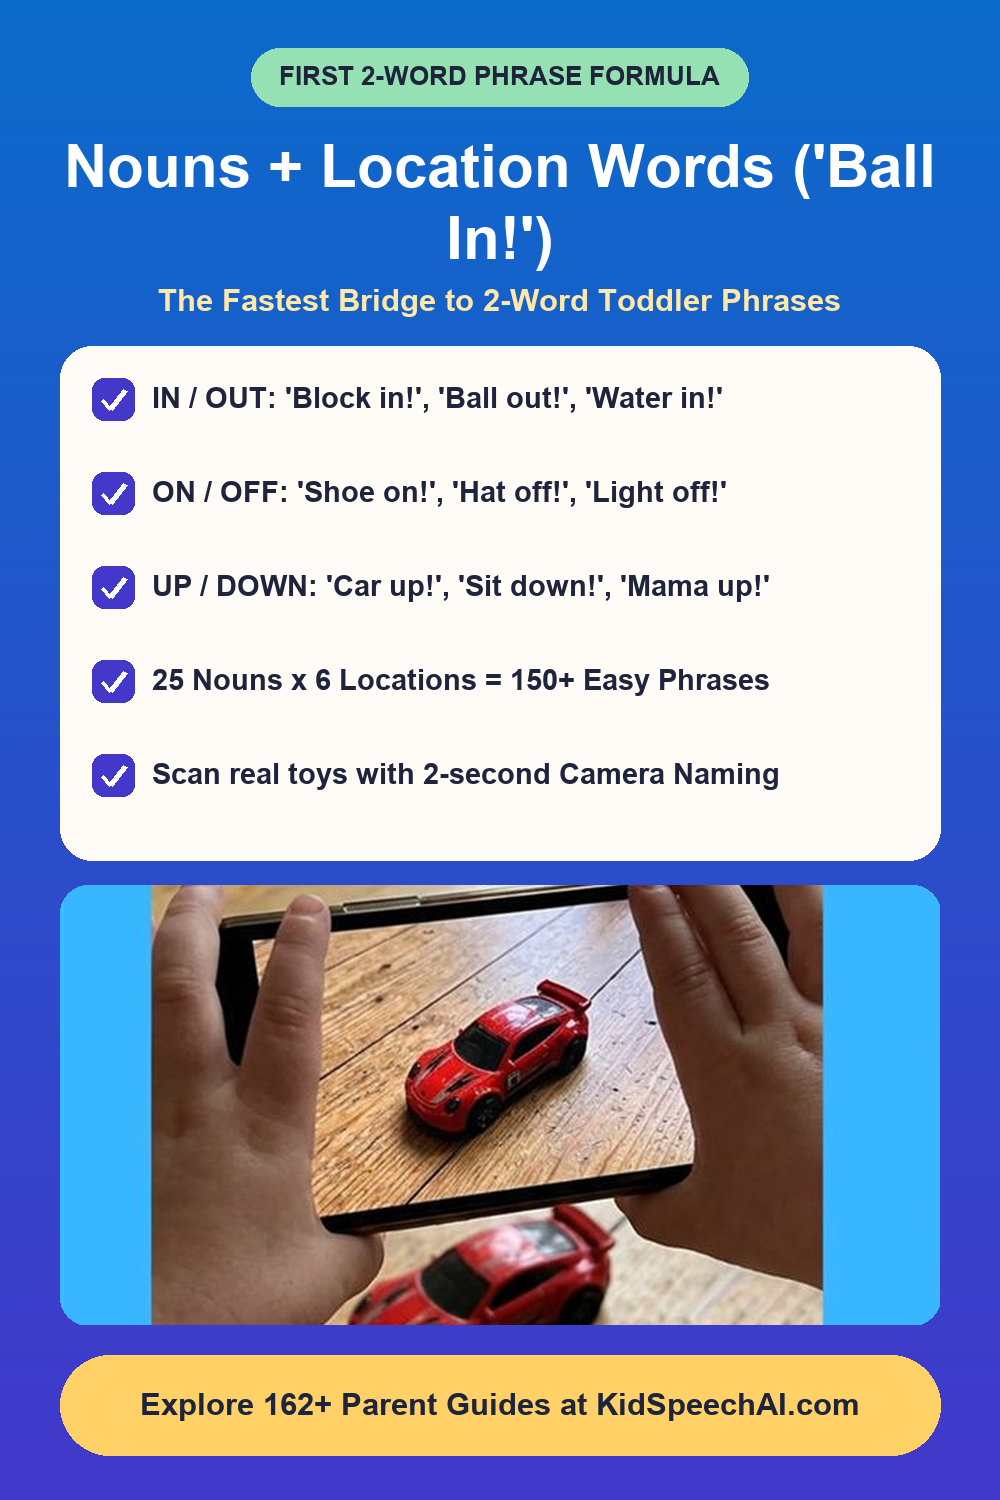 FIRST 2-WORD PHRASE FORMULA
Nouns + Location Words ('Ball
In!')
The Fastest Bridge to 2-Word Toddler Phrases
IN / OUT: 'Block in!', 'Ball out!', 'Water in!'
ON / OFF: 'Shoe on!', 'Hat off!', 'Light off!'
UP / DOWN: 'Car up!', 'Sit down!', 'Mama up!'
25 Nouns x 6 Locations = 150+ Easy Phrases
Scan real toys with 2-second Camera Naming
Explore 162+ Parent Guides at KidSpeechAI.com